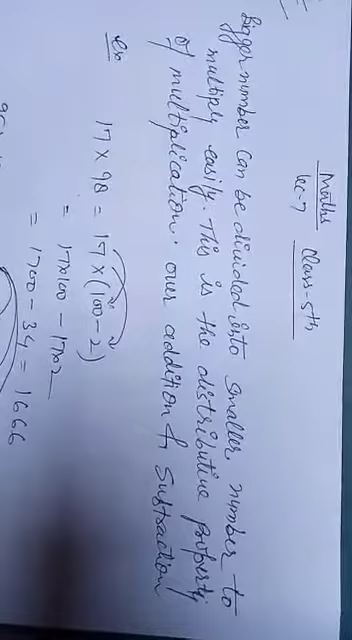 Maths Class-5th
lec-7
Bigger number can be divided into smaller number to
multiply easily. This is the distributive property
of multiplication. over addition & Substraction
Ex 17 × 98 = 17 × (100 - 2)
= 17×100 - 17×2
= 1700 - 34 = 1666